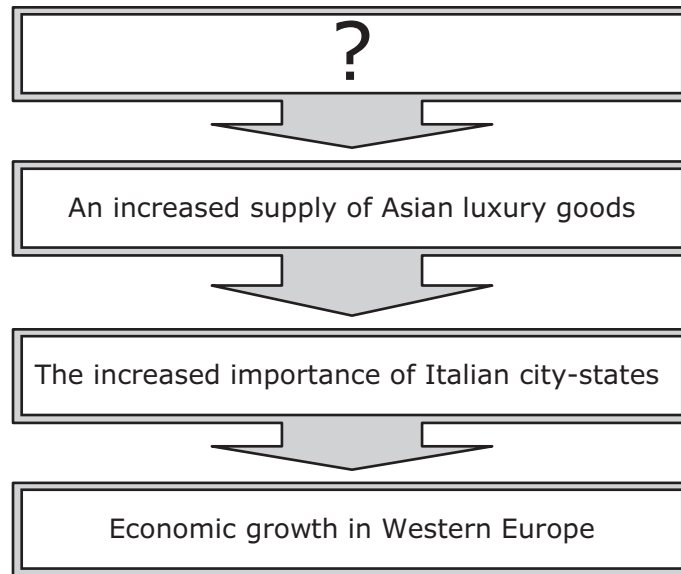 ?
An increased supply of Asian luxury goods
The increased importance of Italian city-states
Economic growth in Western Europe